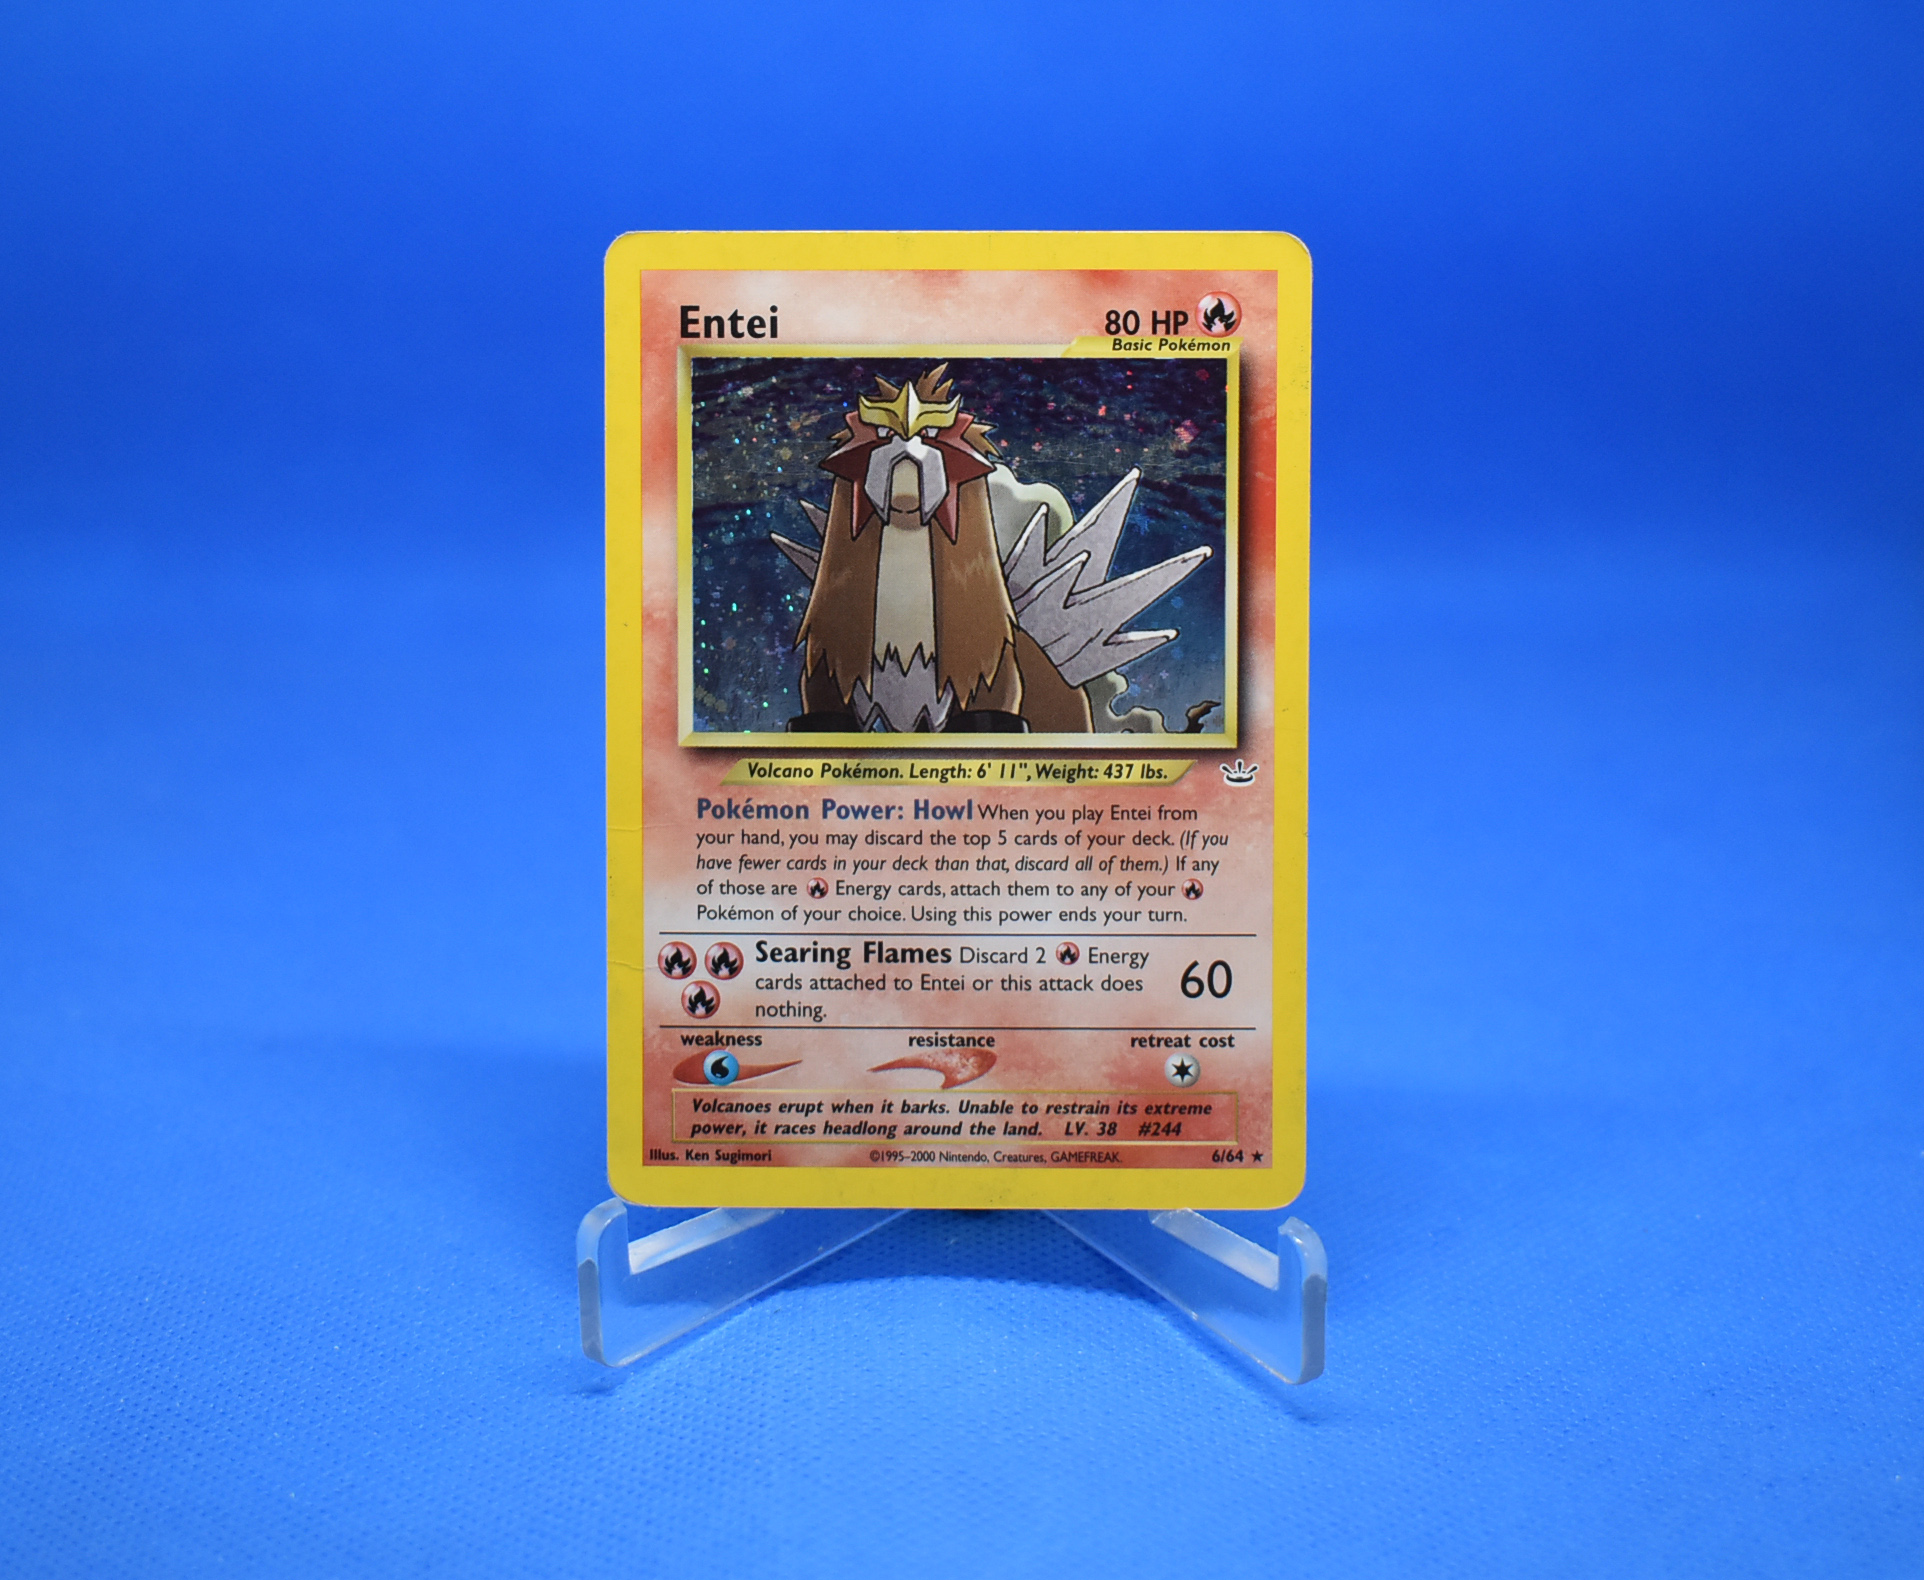 Entei
80 HP
Basic Pokémon
Volcano Pokémon. Length: 6' 11", Weight: 437 lbs.
Pokémon Power: Howl When you play Entei from
your hand, you may discard the top 5 cards of your deck. (If you
have fewer cards in your deck than that, discard all of them.) If any
of those are Energy cards, attach them to any of your
Pokémon of your choice. Using this power ends your turn.
Searing Flames Discard 2 Energy
cards attached to Entei or this attack does
nothing.
60
weakness resistance retreat cost
Volcanoes erupt when it barks. Unable to restrain its extreme
power, it races headlong around the land. LV. 38 #244
Illus. Ken Sugimori ©1995–2000 Nintendo, Creatures, GAMEFREAK. 6/64 ★